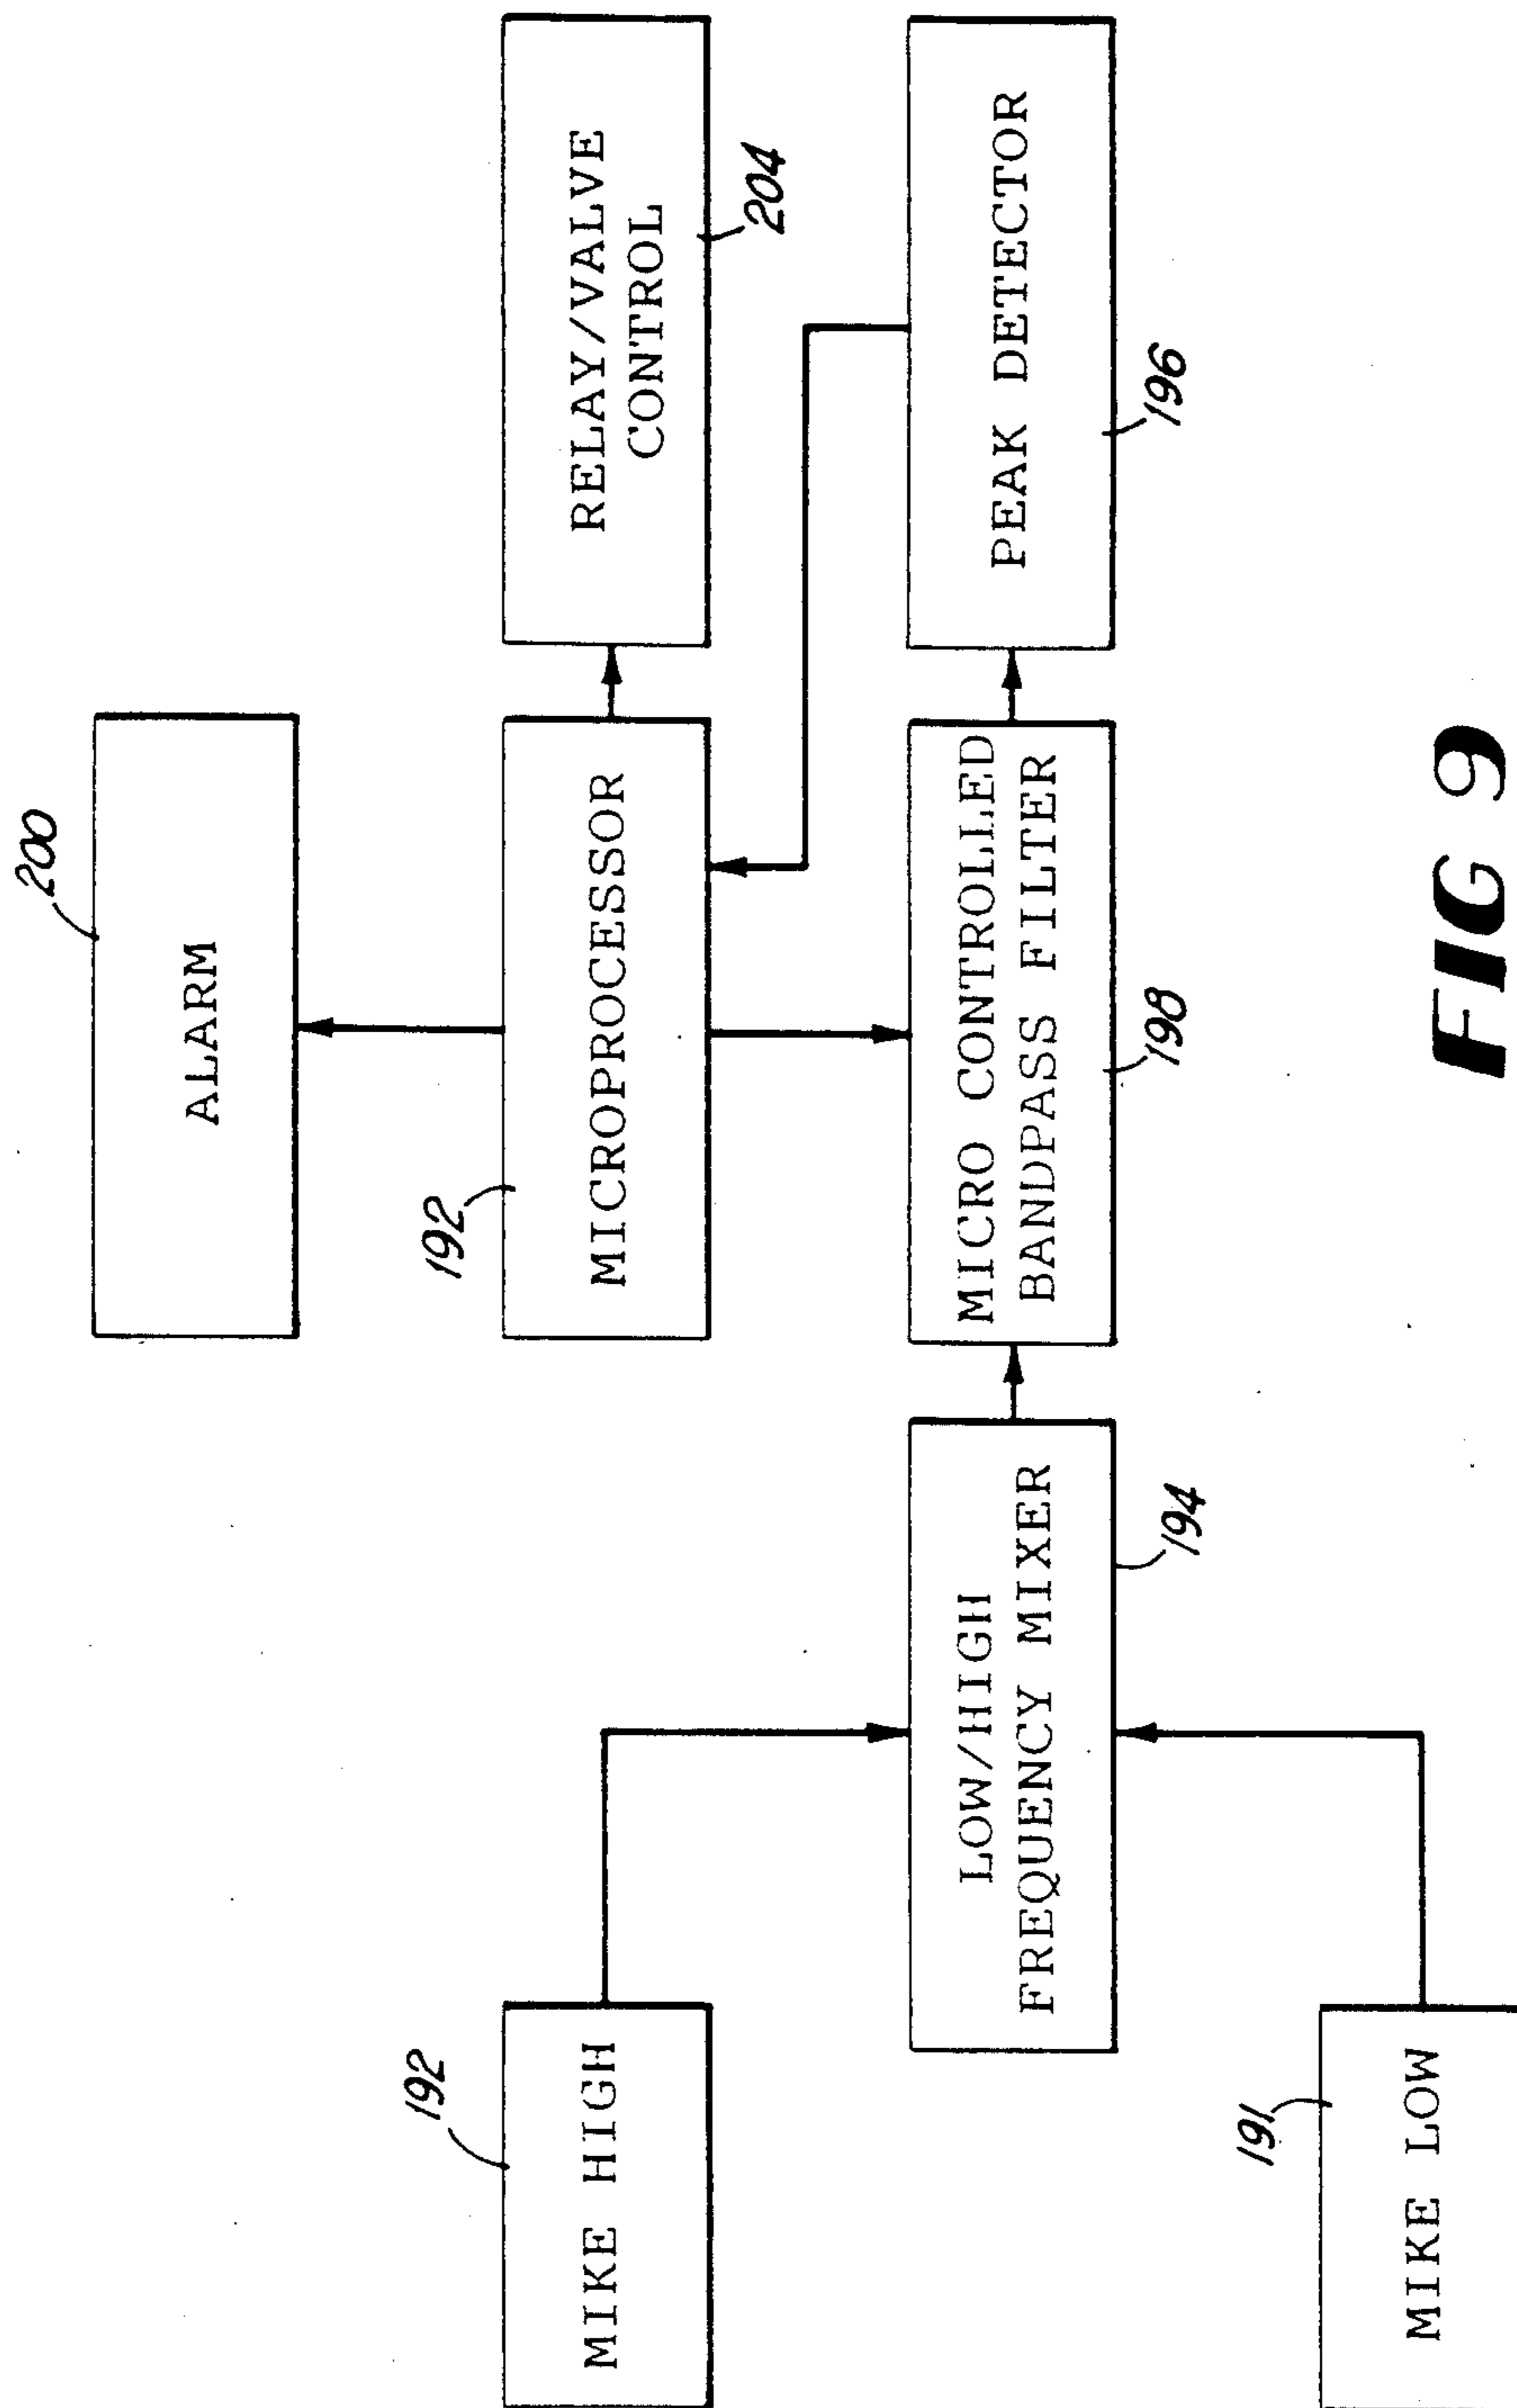 200
ALARM
192
MICROPROCESSOR
RELAY/VALVE
CONTROL
204
192
MIKE HIGH
LOW/HIGH
FREQUENCY MIXER
194
MICRO CONTROLLED
BANDPASS FILTER
198
PEAK DETECTOR
196
191
MIKE LOW
FIG 9